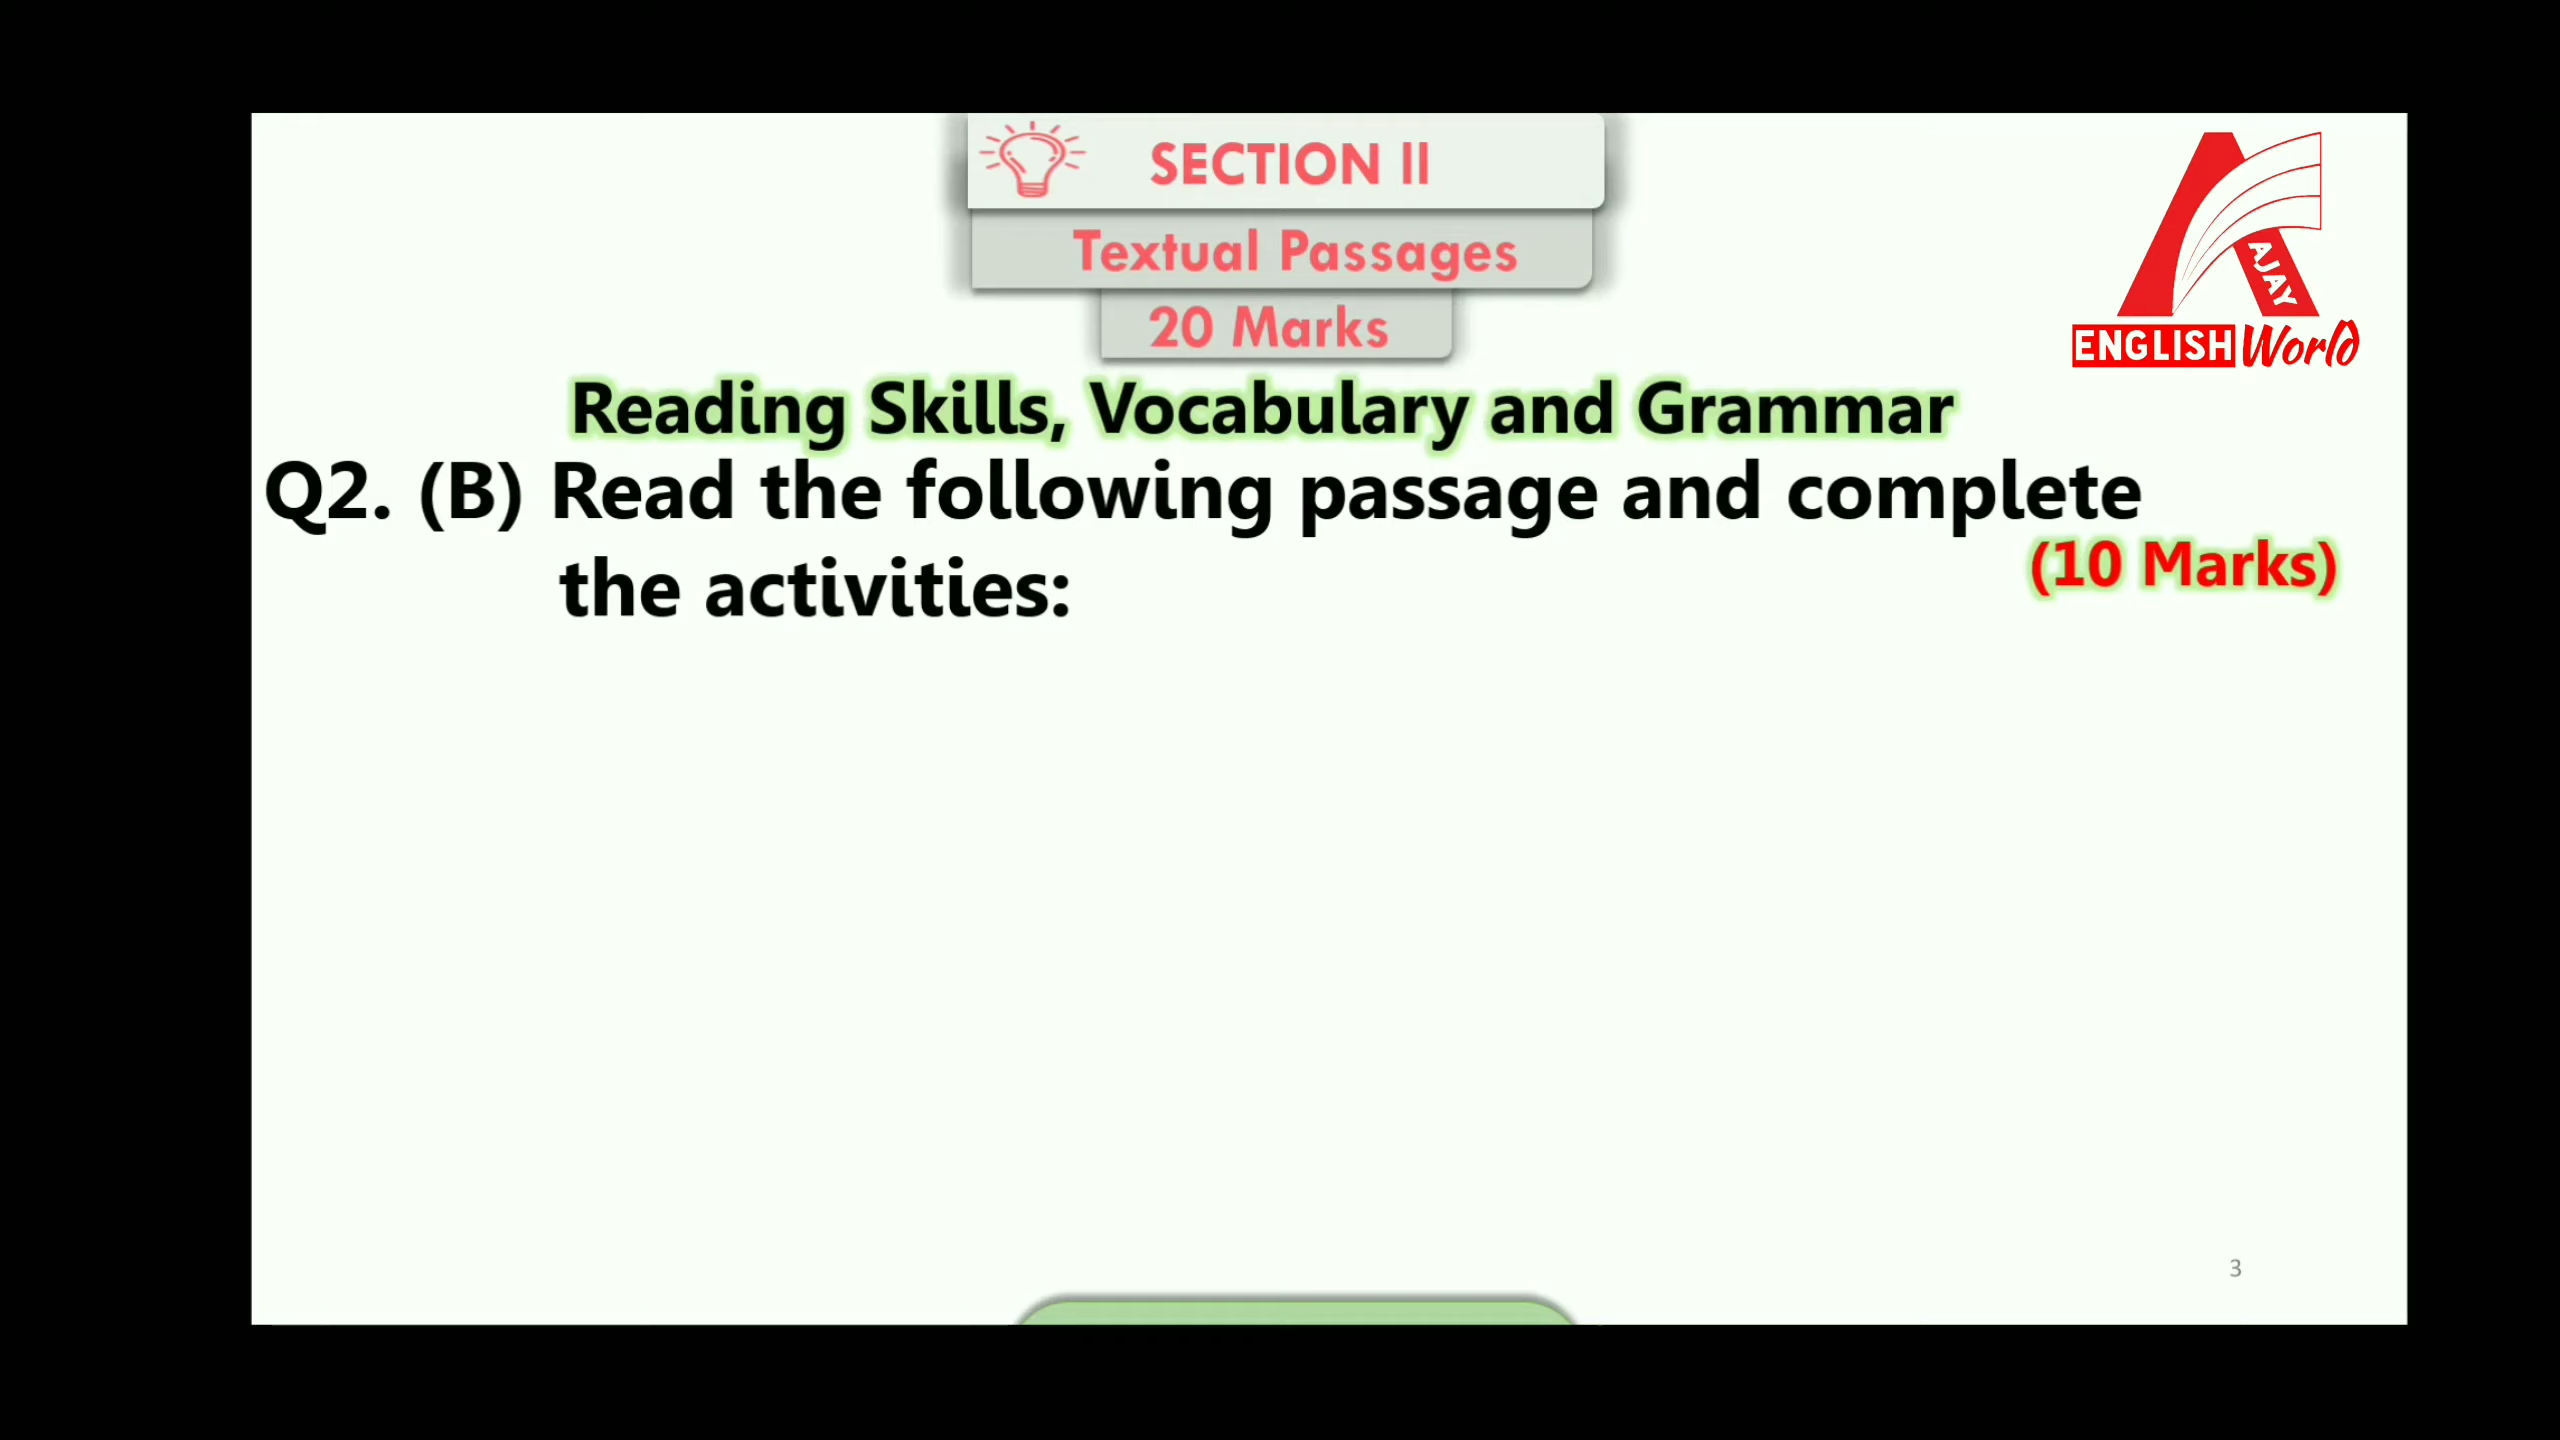 SECTION II
Textual Passages
20 Marks
AJAY
ENGLISH World
Reading Skills, Vocabulary and Grammar
Q2. (B) Read the following passage and complete
the activities:
(10 Marks)
3